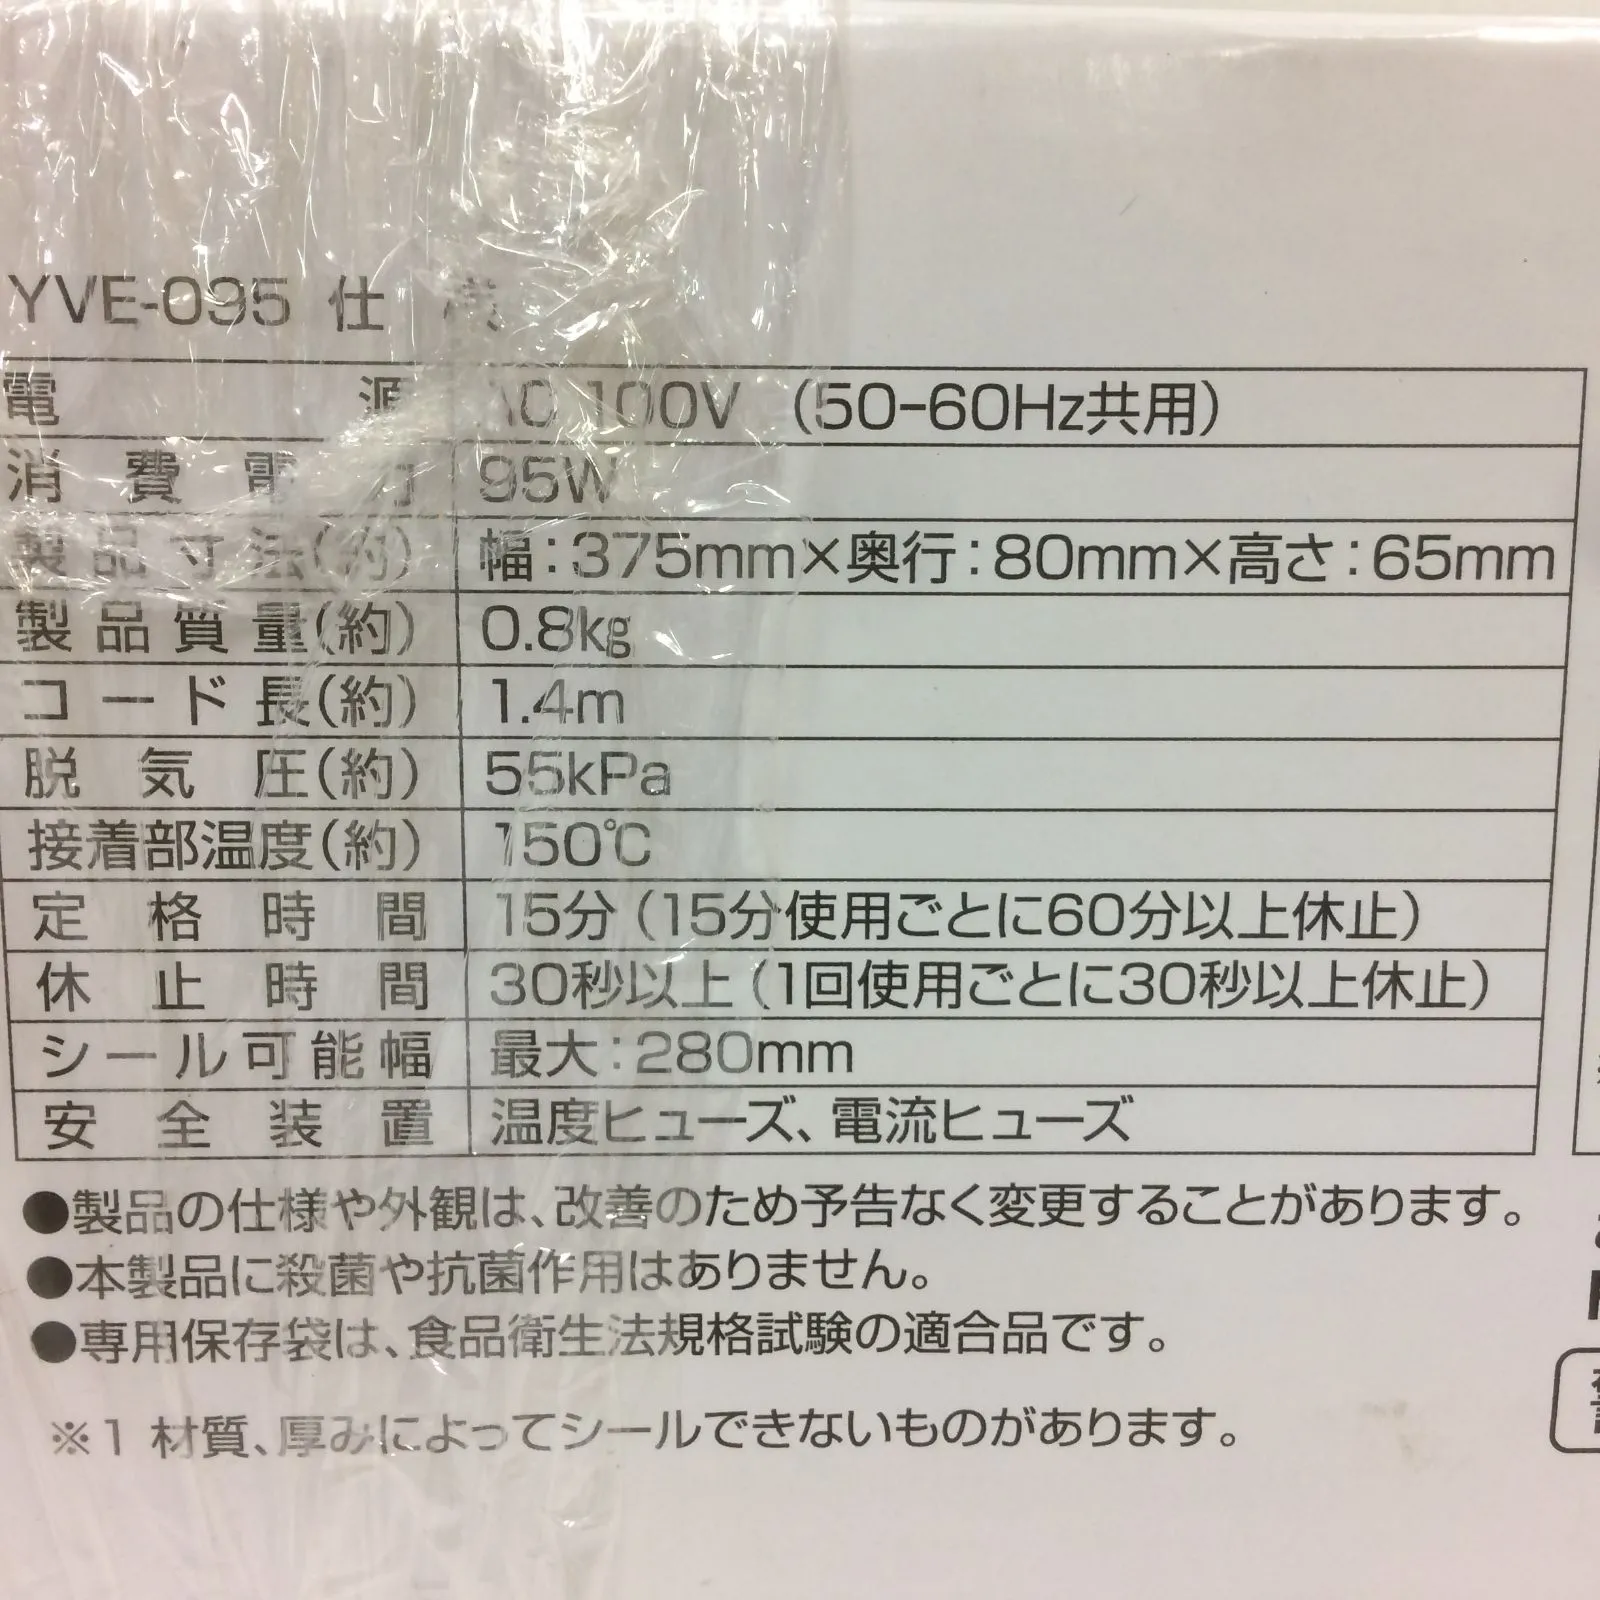 YVE-095 仕様
電源 AC 100V (50-60Hz共用)
消費電力 95W
製品寸法(約) 幅:375mm×奥行:80mm×高さ:65mm
製品質量(約) 0.8kg
コード長(約) 1.4m
脱気圧(約) 55kPa
接着部温度(約) 150℃
定格時間 15分(15分使用ごとに60分以上休止)
休止時間 30秒以上(1回使用ごとに30秒以上休止)
シール可能幅 最大:280mm
安全装置 温度ヒューズ、電流ヒューズ
●製品の仕様や外観は、改善のため予告なく変更することがあります。
●本製品に殺菌や抗菌作用はありません。
●専用保存袋は、食品衛生法規格試験の適合品です。
※1 材質、厚みによってシールできないものがあります。